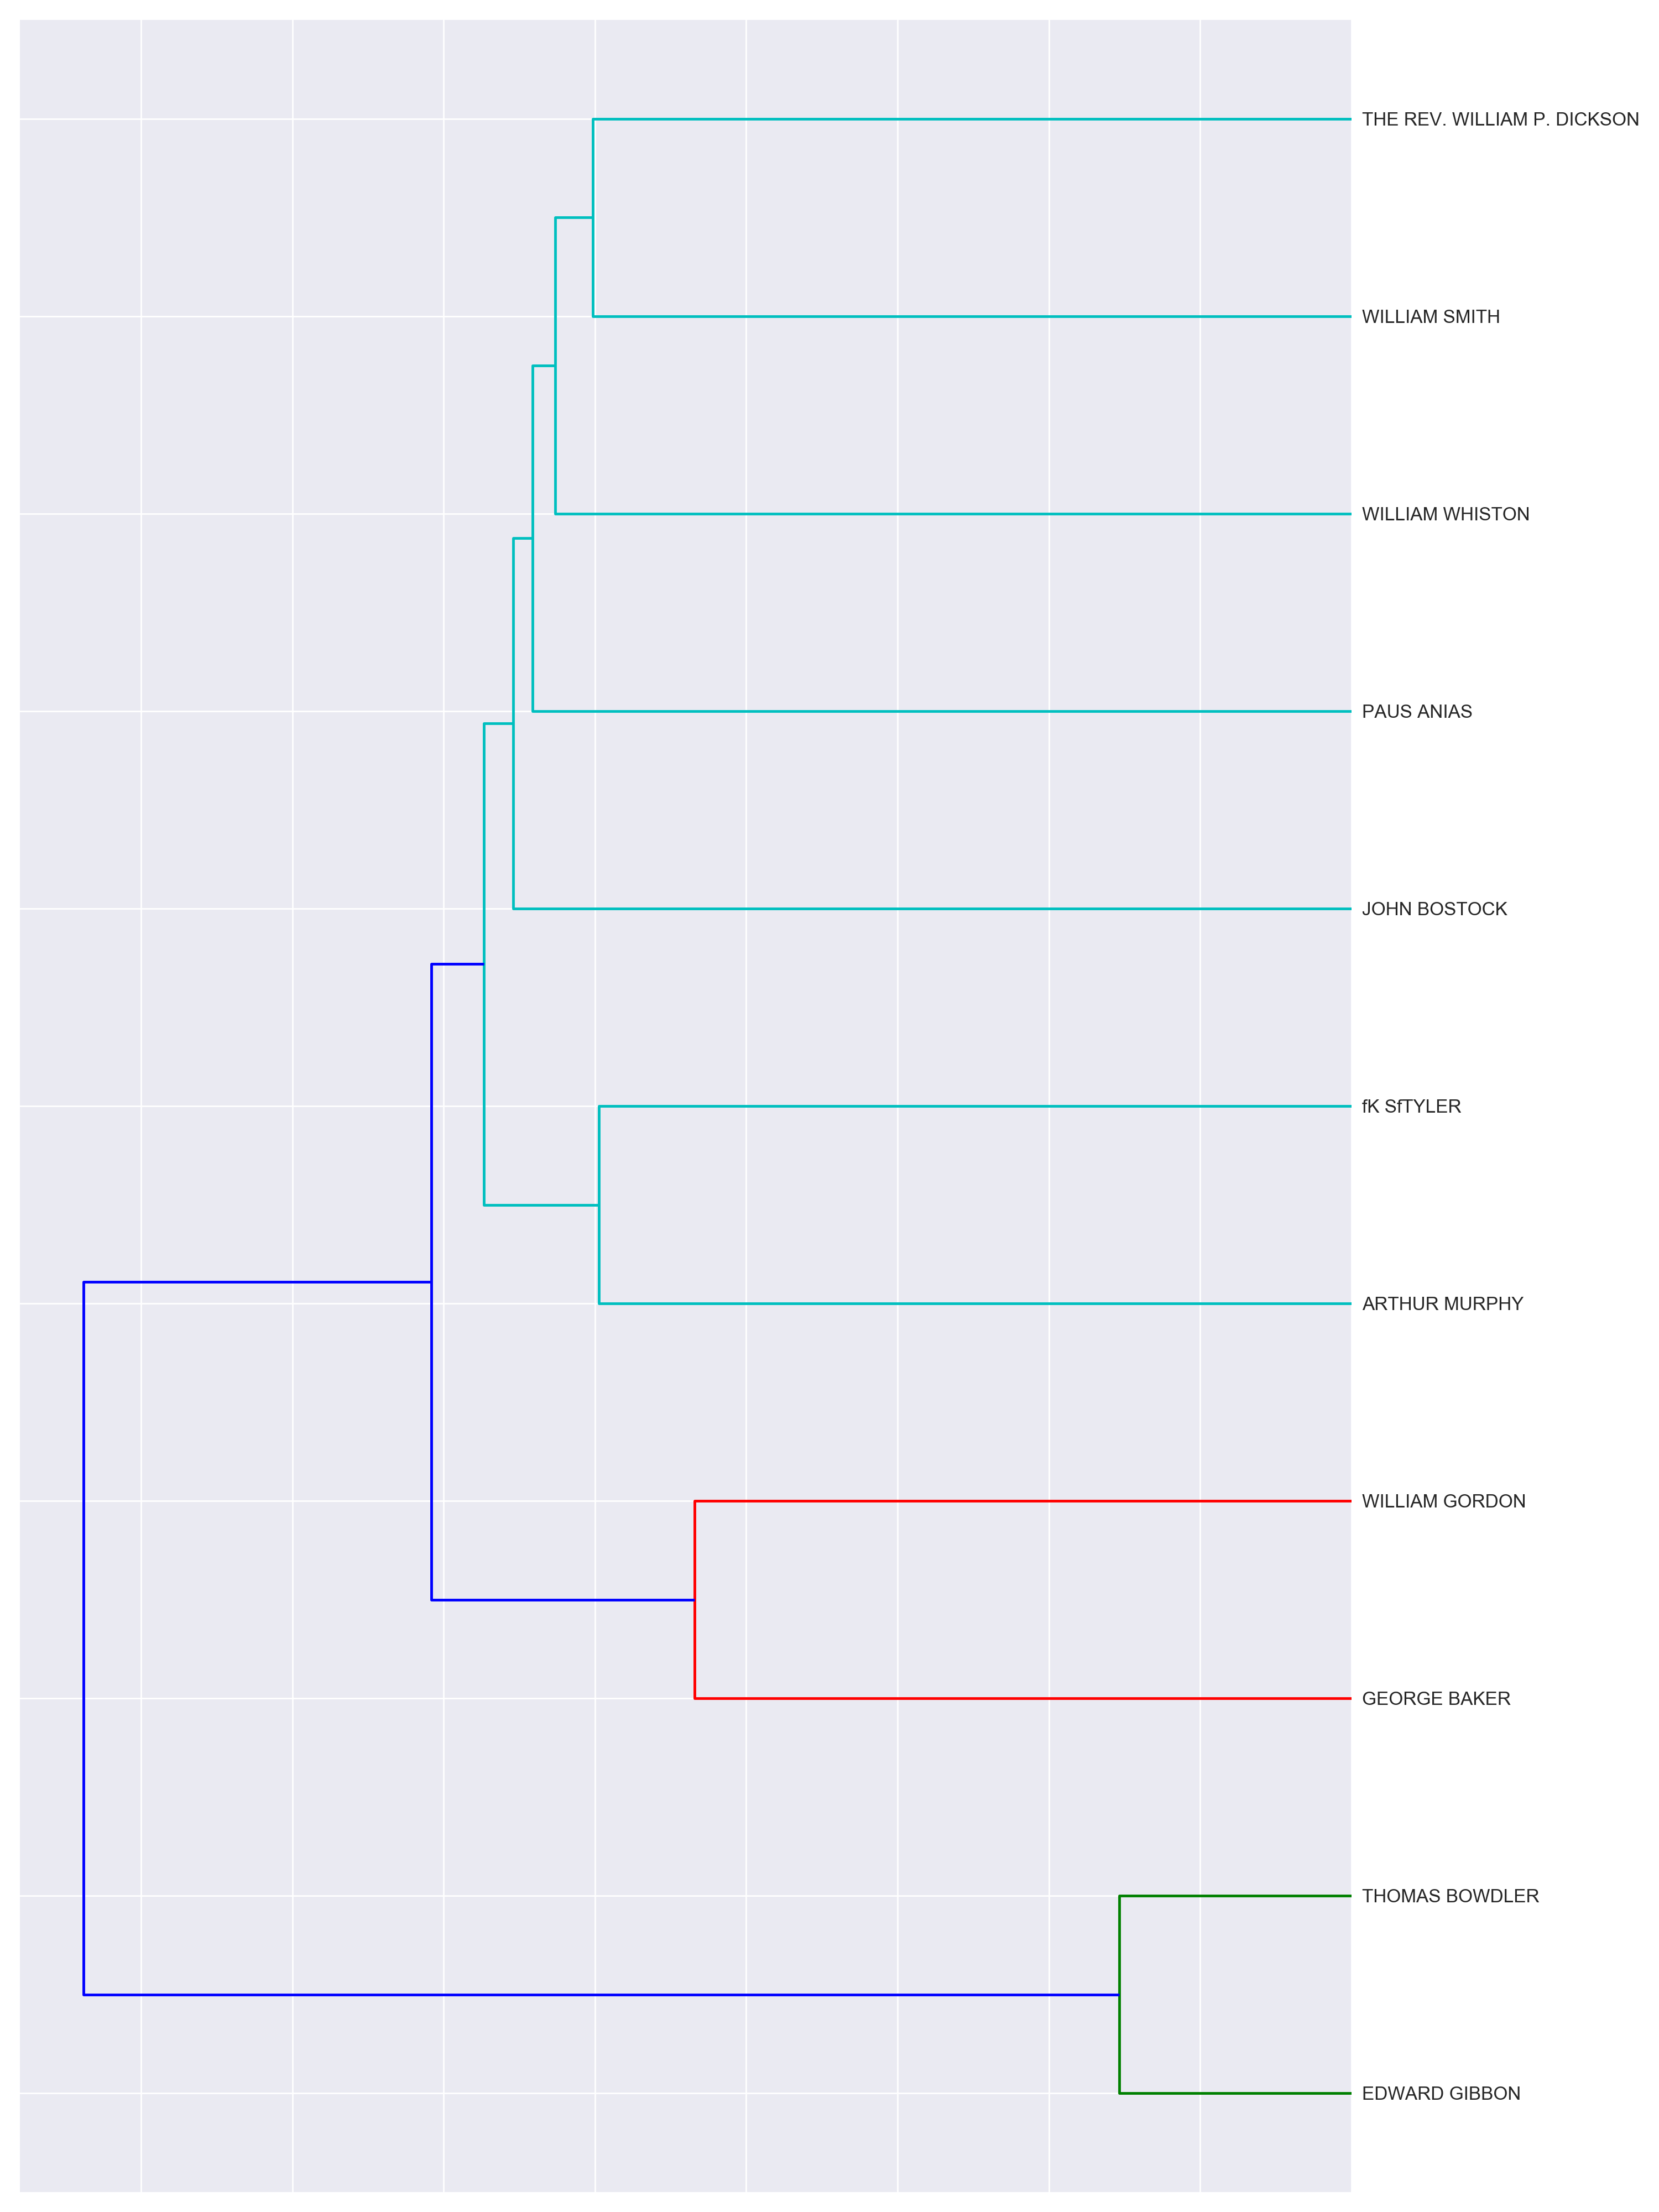 THE REV. WILLIAM P. DICKSON
WILLIAM SMITH
WILLIAM WHISTON
PAUS ANIAS
JOHN BOSTOCK
fK SfTYLER
ARTHUR MURPHY
WILLIAM GORDON
GEORGE BAKER
THOMAS BOWDLER
EDWARD GIBBON